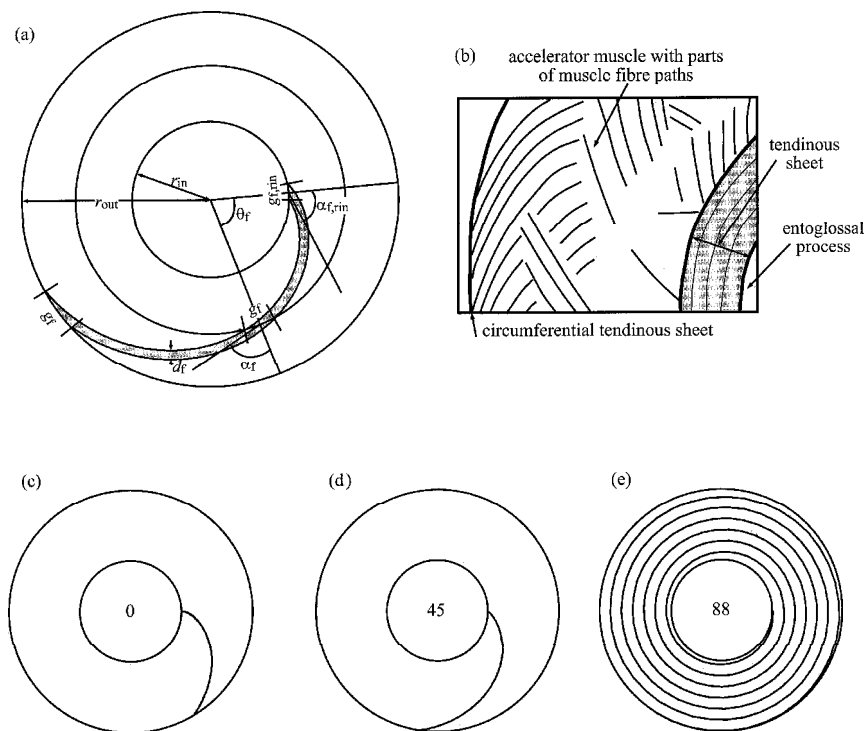 (a)
r_in
r_out
θ_f
g_f,rin
α_f,rin
g_f
g_f
d_f
α_f
(b)
accelerator muscle with parts
of muscle fibre paths
tendinous
sheet
entoglossal
process
circumferential tendinous sheet
(c)
0
(d)
45
(e)
88